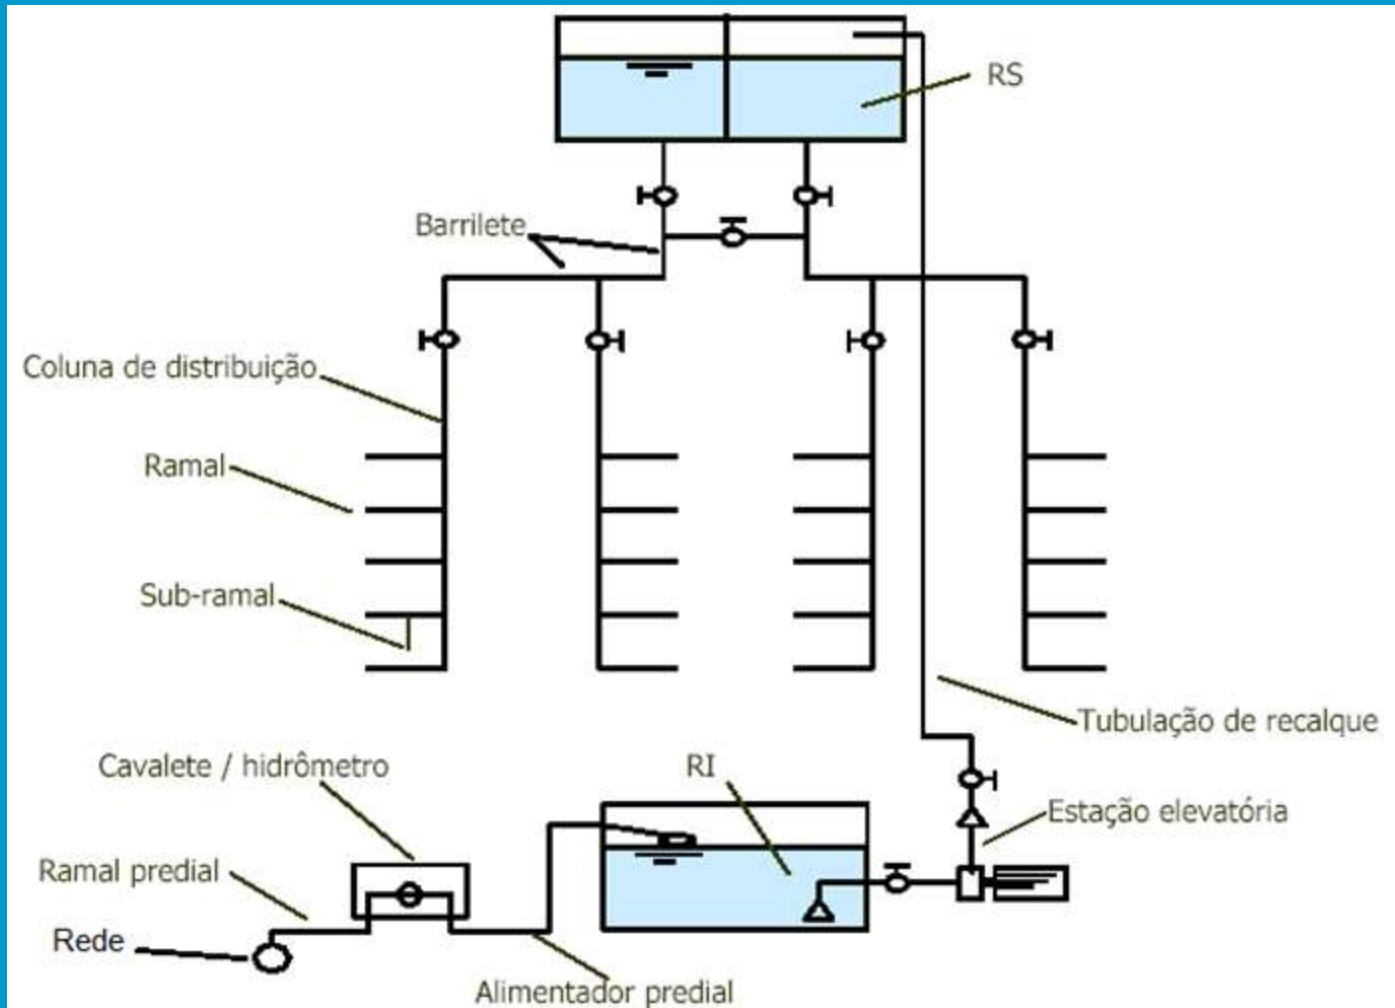 RS
Barrilete
Coluna de distribuição
Ramal
Sub-ramal
Tubulação de recalque
Cavalete / hidrômetro
RI
Estação elevatória
Ramal predial
Rede
Alimentador predial